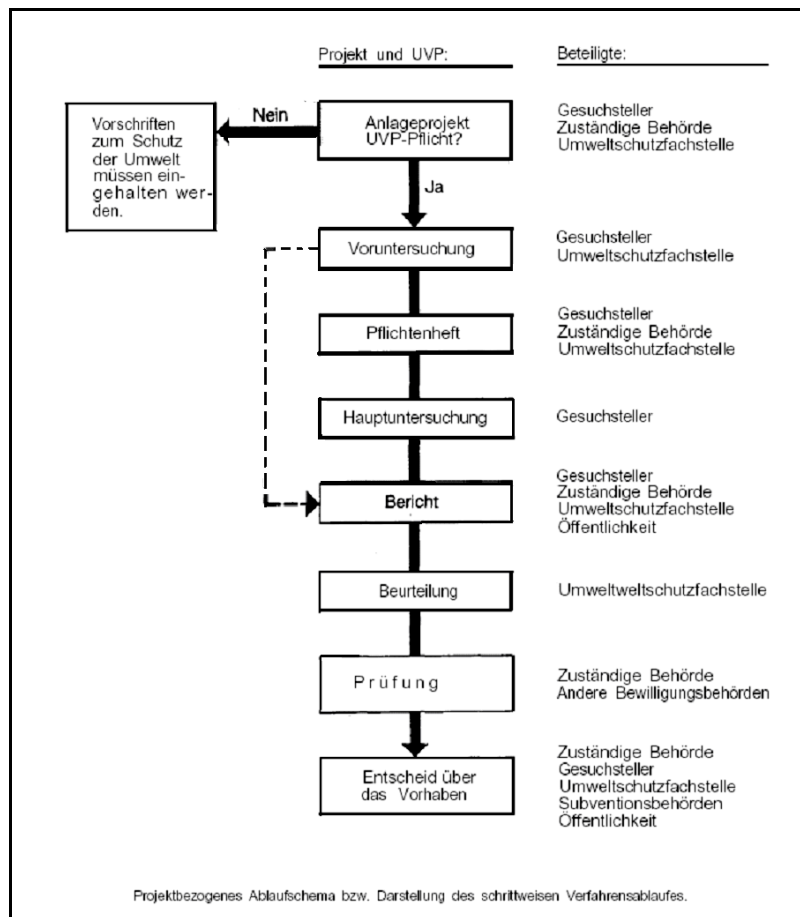 Projekt und UVP:
Beteiligte:
Nein
Vorschriften
zum Schutz
der Umwelt
müssen ein-
gehalten wer-
den.
Anlageprojekt
UVP-Pflicht?
Gesuchsteller
Zuständige Behörde
Umweltschutzfachstelle
Ja
Voruntersuchung
Gesuchsteller
Umweltschutzfachstelle
Pflichtenheft
Gesuchsteller
Zuständige Behörde
Umweltschutzfachstelle
Hauptuntersuchung
Gesuchsteller
Bericht
Gesuchsteller
Zuständige Behörde
Umweltschutzfachstelle
Öffentlichkeit
Beurteilung
Umweltweltschutzfachstelle
Prüfung
Zuständige Behörde
Andere Bewilligungsbehörden
Entscheid über
das Vorhaben
Zuständige Behörde
Gesuchsteller
Umweltschutzfachstelle
Subventionsbehörden
Öffentlichkeit
Projektbezogenes Ablaufschema bzw. Darstellung des schrittweisen Verfahrensablaufes.